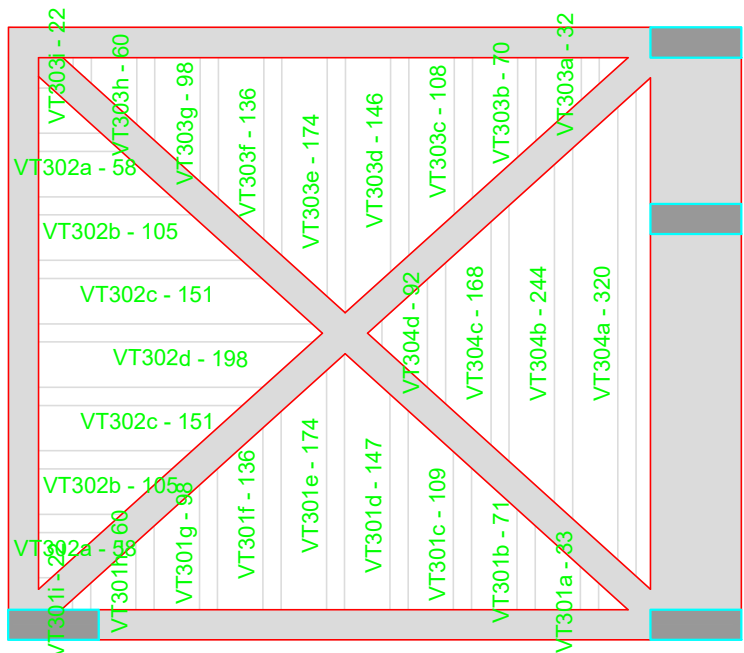 VT303i - 22
VT303h - 60
VT303g - 98
VT303f - 136
VT303e - 174
VT303d - 146
VT303c - 108
VT303b - 70
VT303a - 32
VT302a - 58
VT302b - 105
VT302c - 151
VT302d - 198
VT302c - 151
VT302b - 105
VT302a - 58
VT304d - 92
VT304c - 168
VT304b - 244
VT304a - 320
VT301i - 22
VT301h - 60
VT301g - 98
VT301f - 136
VT301e - 174
VT301d - 147
VT301c - 109
VT301b - 71
VT301a - 33